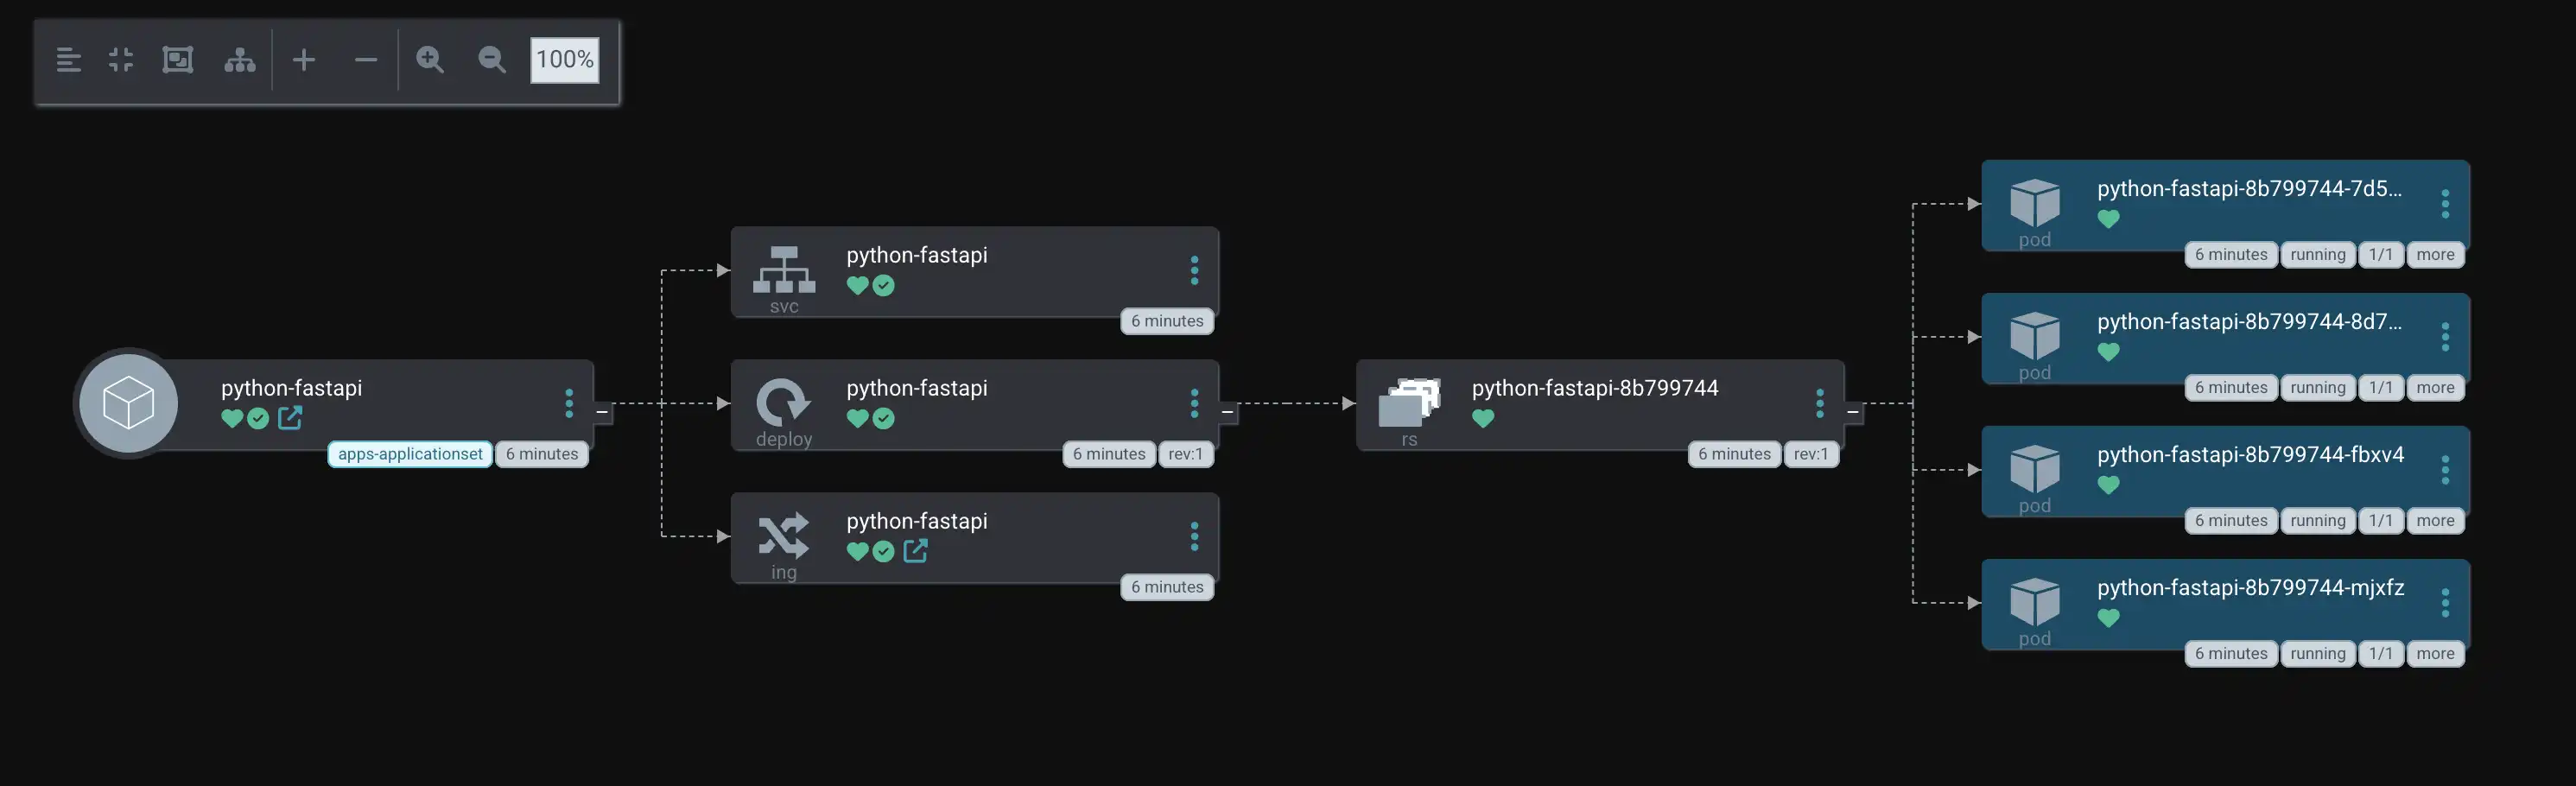 100%
python-fastapi
apps-applicationset 6 minutes
python-fastapi
svc
6 minutes
python-fastapi
deploy
6 minutes rev:1
python-fastapi
ing
6 minutes
python-fastapi-8b799744
rs
6 minutes rev:1
python-fastapi-8b799744-7d5...
pod
6 minutes running 1/1 more
python-fastapi-8b799744-8d7...
pod
6 minutes running 1/1 more
python-fastapi-8b799744-fbxv4
pod
6 minutes running 1/1 more
python-fastapi-8b799744-mjxfz
pod
6 minutes running 1/1 more